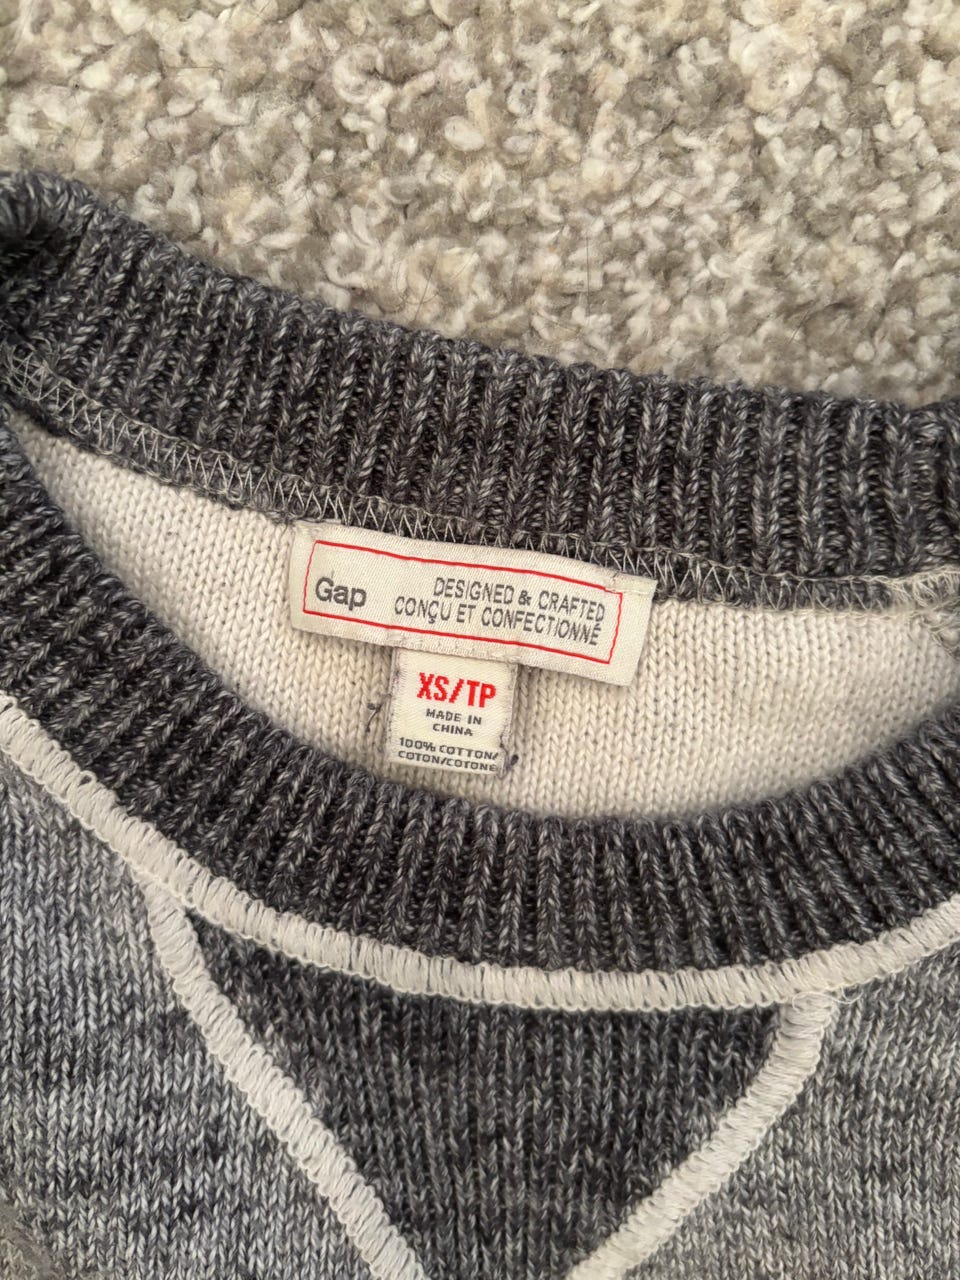 Gap
DESIGNED & CRAFTED
CONÇU ET CONFECTIONNÉ
XS/TP
MADE IN
CHINA
100% COTTON/
COTON/COTONE